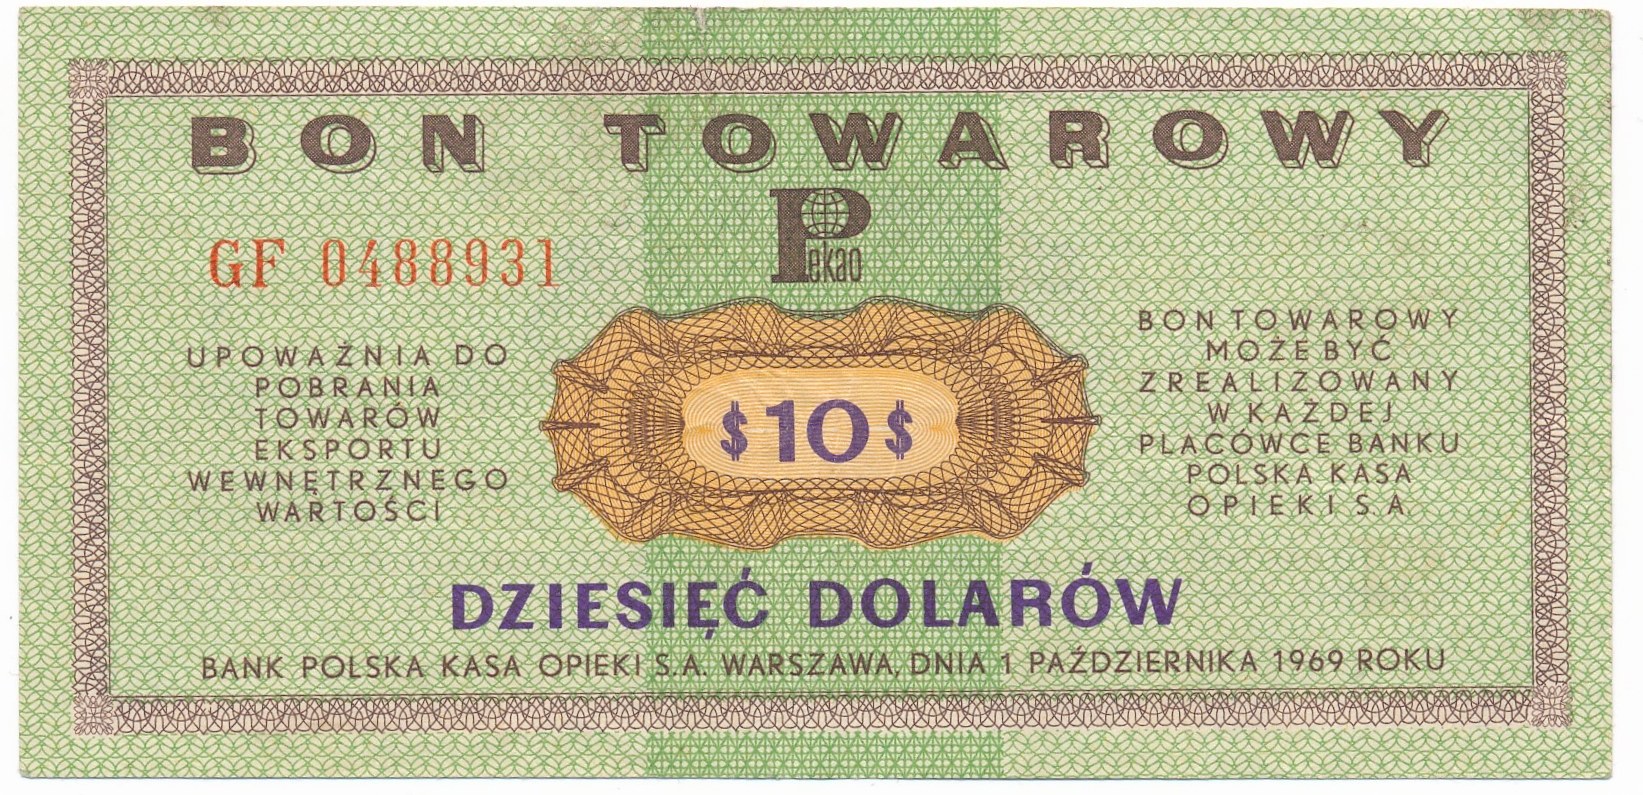 BON TOWAROWY
Pekao
GF 0488931
UPOWAŻNIA DO
POBRANIA
TOWARÓW
EKSPORTU
WEWNĘTRZNEGO
WARTOŚCI
$10$
BON TOWAROWY
MOŻE BYĆ
ZREALIZOWANY
W KAŻDEJ
PLACÓWCE BANKU
POLSKA KASA
OPIEKI S.A.
DZIESIĘĆ DOLARÓW
BANK POLSKA KASA OPIEKI S.A. WARSZAWA, DNIA 1 PAŹDZIERNIKA 1969 ROKU